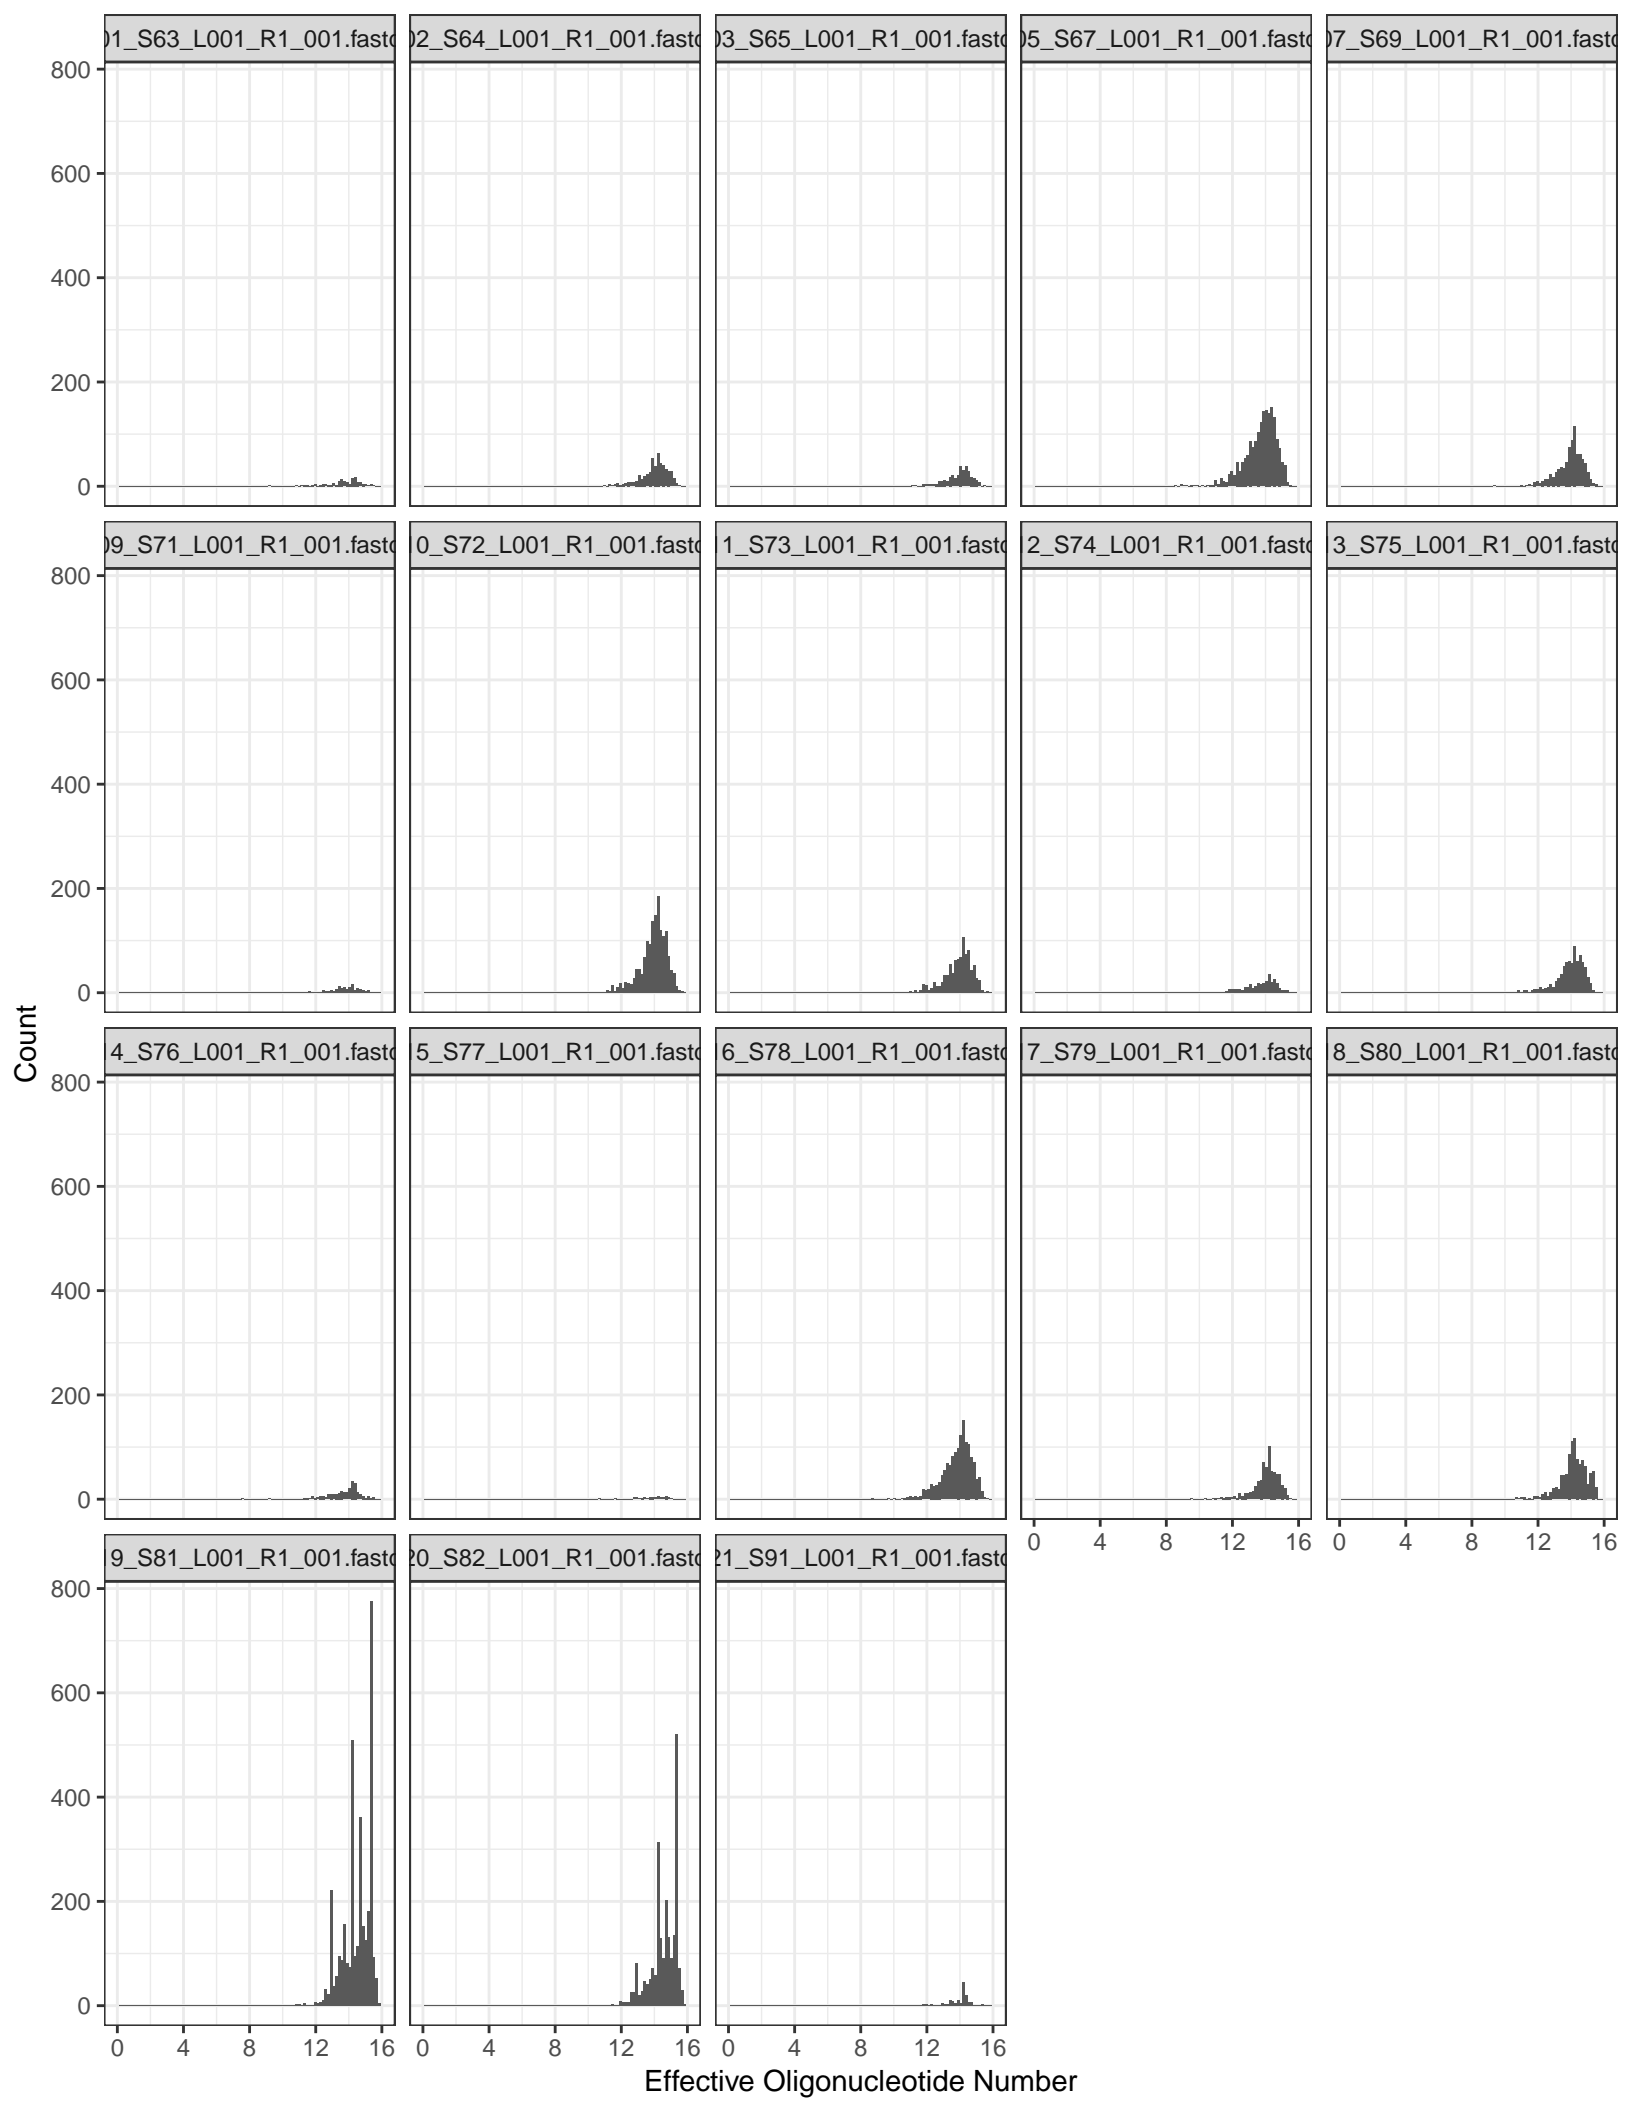 01_S63_L001_R1_001.fastq 02_S64_L001_R1_001.fastq 03_S65_L001_R1_001.fastq 05_S67_L001_R1_001.fastq 07_S69_L001_R1_001.fastq
800
600
400
200
0
09_S71_L001_R1_001.fastq 10_S72_L001_R1_001.fastq 11_S73_L001_R1_001.fastq 12_S74_L001_R1_001.fastq 13_S75_L001_R1_001.fastq
800
600
400
200
0
Count
14_S76_L001_R1_001.fastq 15_S77_L001_R1_001.fastq 16_S78_L001_R1_001.fastq 17_S79_L001_R1_001.fastq 18_S80_L001_R1_001.fastq
800
600
400
200
0
0 4 8 12 16 0 4 8 12 16
19_S81_L001_R1_001.fastq 20_S82_L001_R1_001.fastq 21_S91_L001_R1_001.fastq
800
600
400
200
0
0 4 8 12 16 0 4 8 12 16 0 4 8 12 16
Effective Oligonucleotide Number